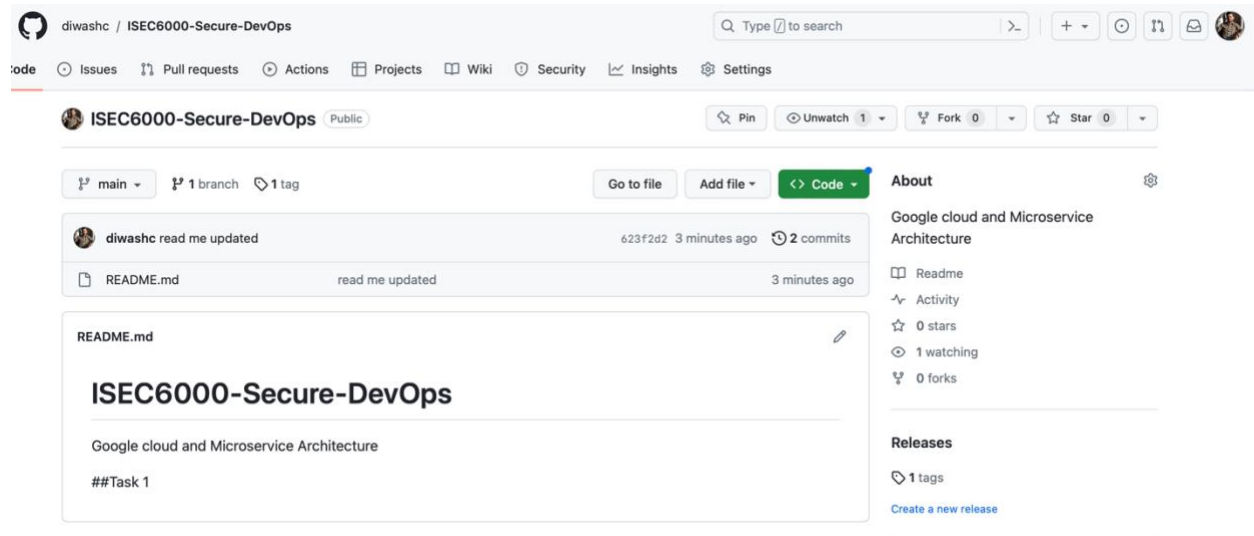 diwashc / ISEC6000-Secure-DevOps Type / to search
Code Issues Pull requests Actions Projects Wiki Security Insights Settings
ISEC6000-Secure-DevOps Public Pin Unwatch 1 Fork 0 Star 0
main 1 branch 1 tag Go to file Add file <> Code
diwashc read me updated 623f2d2 3 minutes ago 2 commits
README.md read me updated 3 minutes ago
README.md
ISEC6000-Secure-DevOps
Google cloud and Microservice Architecture
##Task 1
About
Google cloud and Microservice
Architecture
Readme
Activity
0 stars
1 watching
0 forks
Releases
1 tags
Create a new release